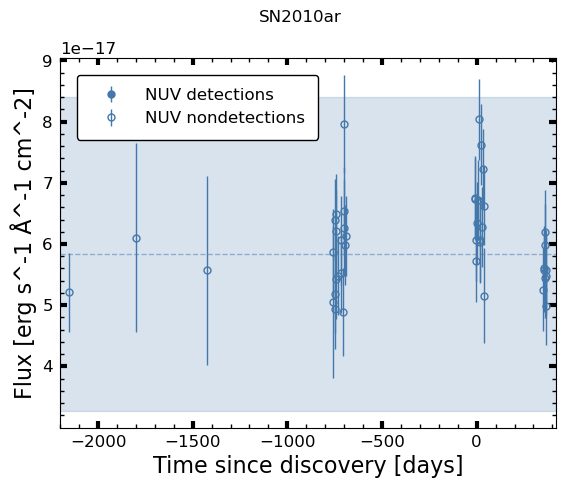 SN2010ar
1e−17
9
8
7
6
5
4
Flux [erg s^-1 Å^-1 cm^-2]
NUV detections
NUV nondetections
−2000 −1500 −1000 −500 0
Time since discovery [days]